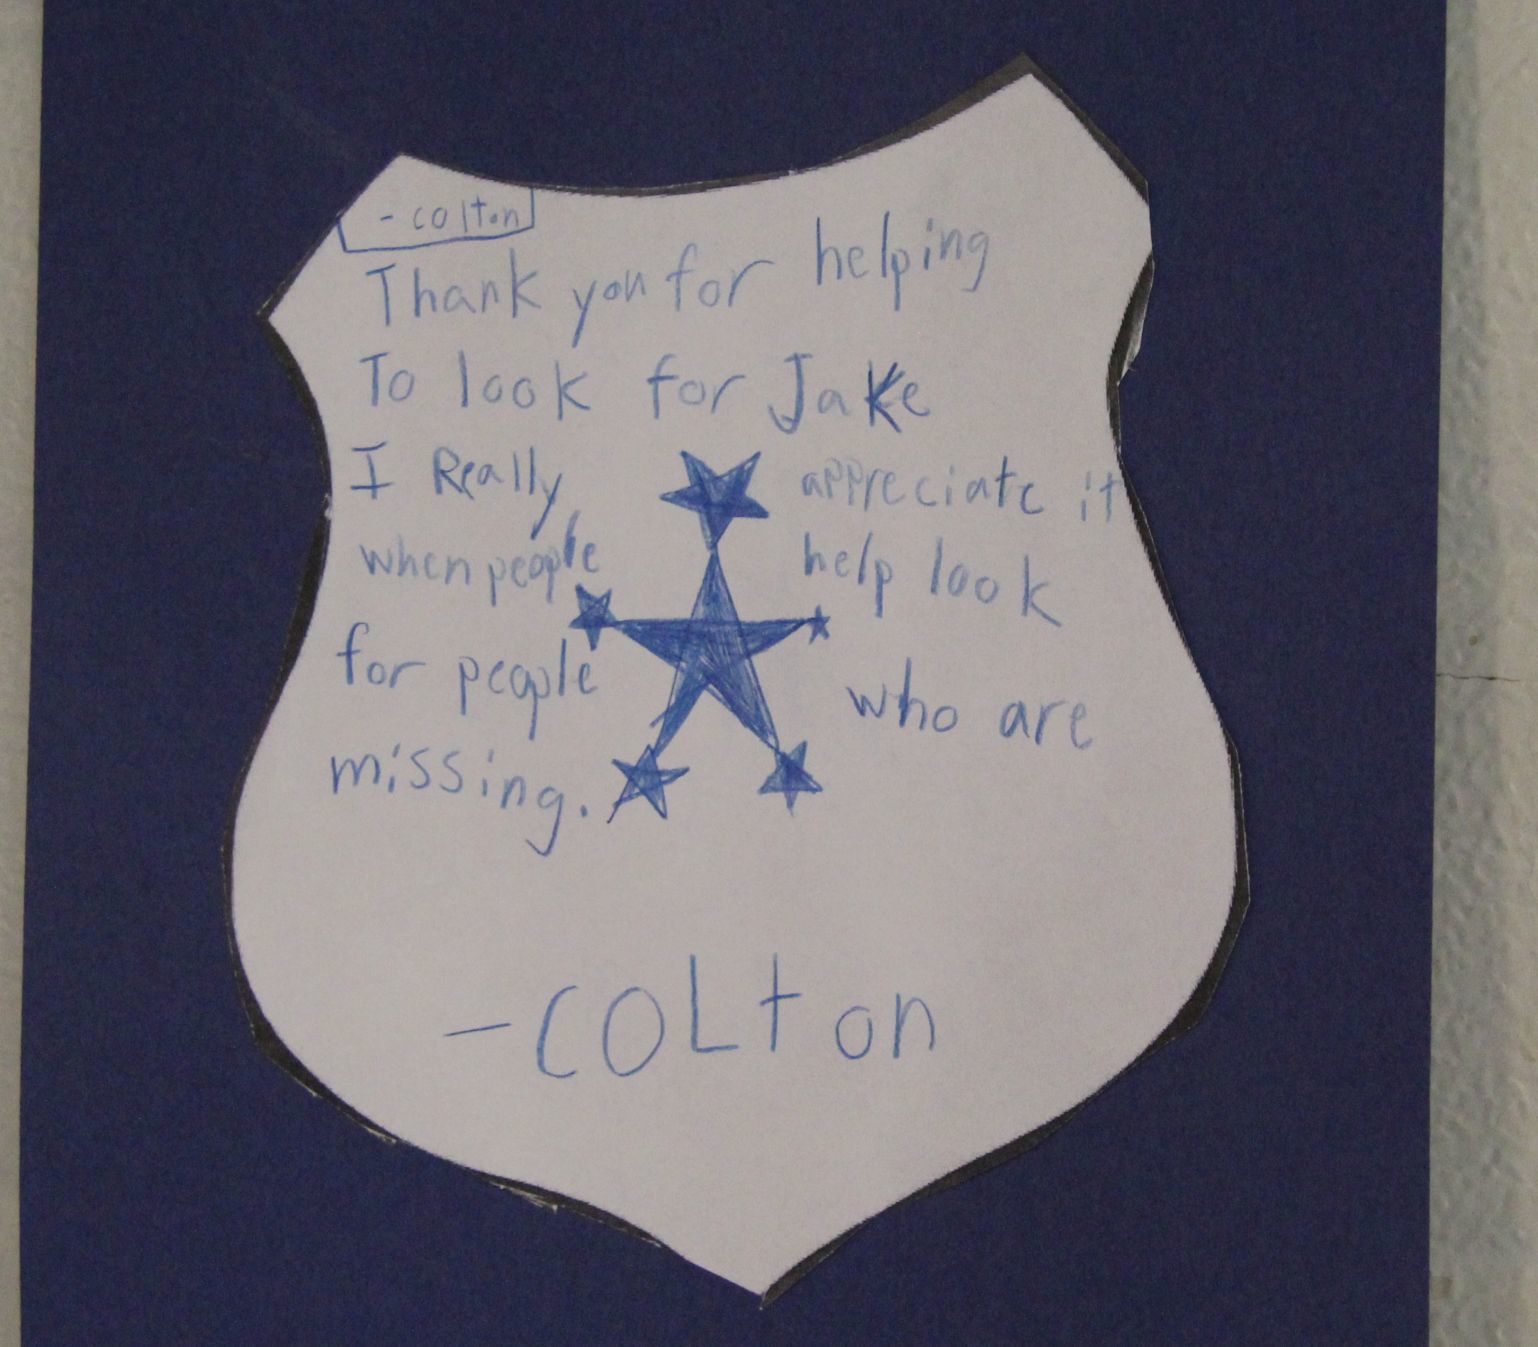 - colton
Thank you for helping
To look for Jake
I Really appreciate it
when people help look
for people who are
missing.
- COLton